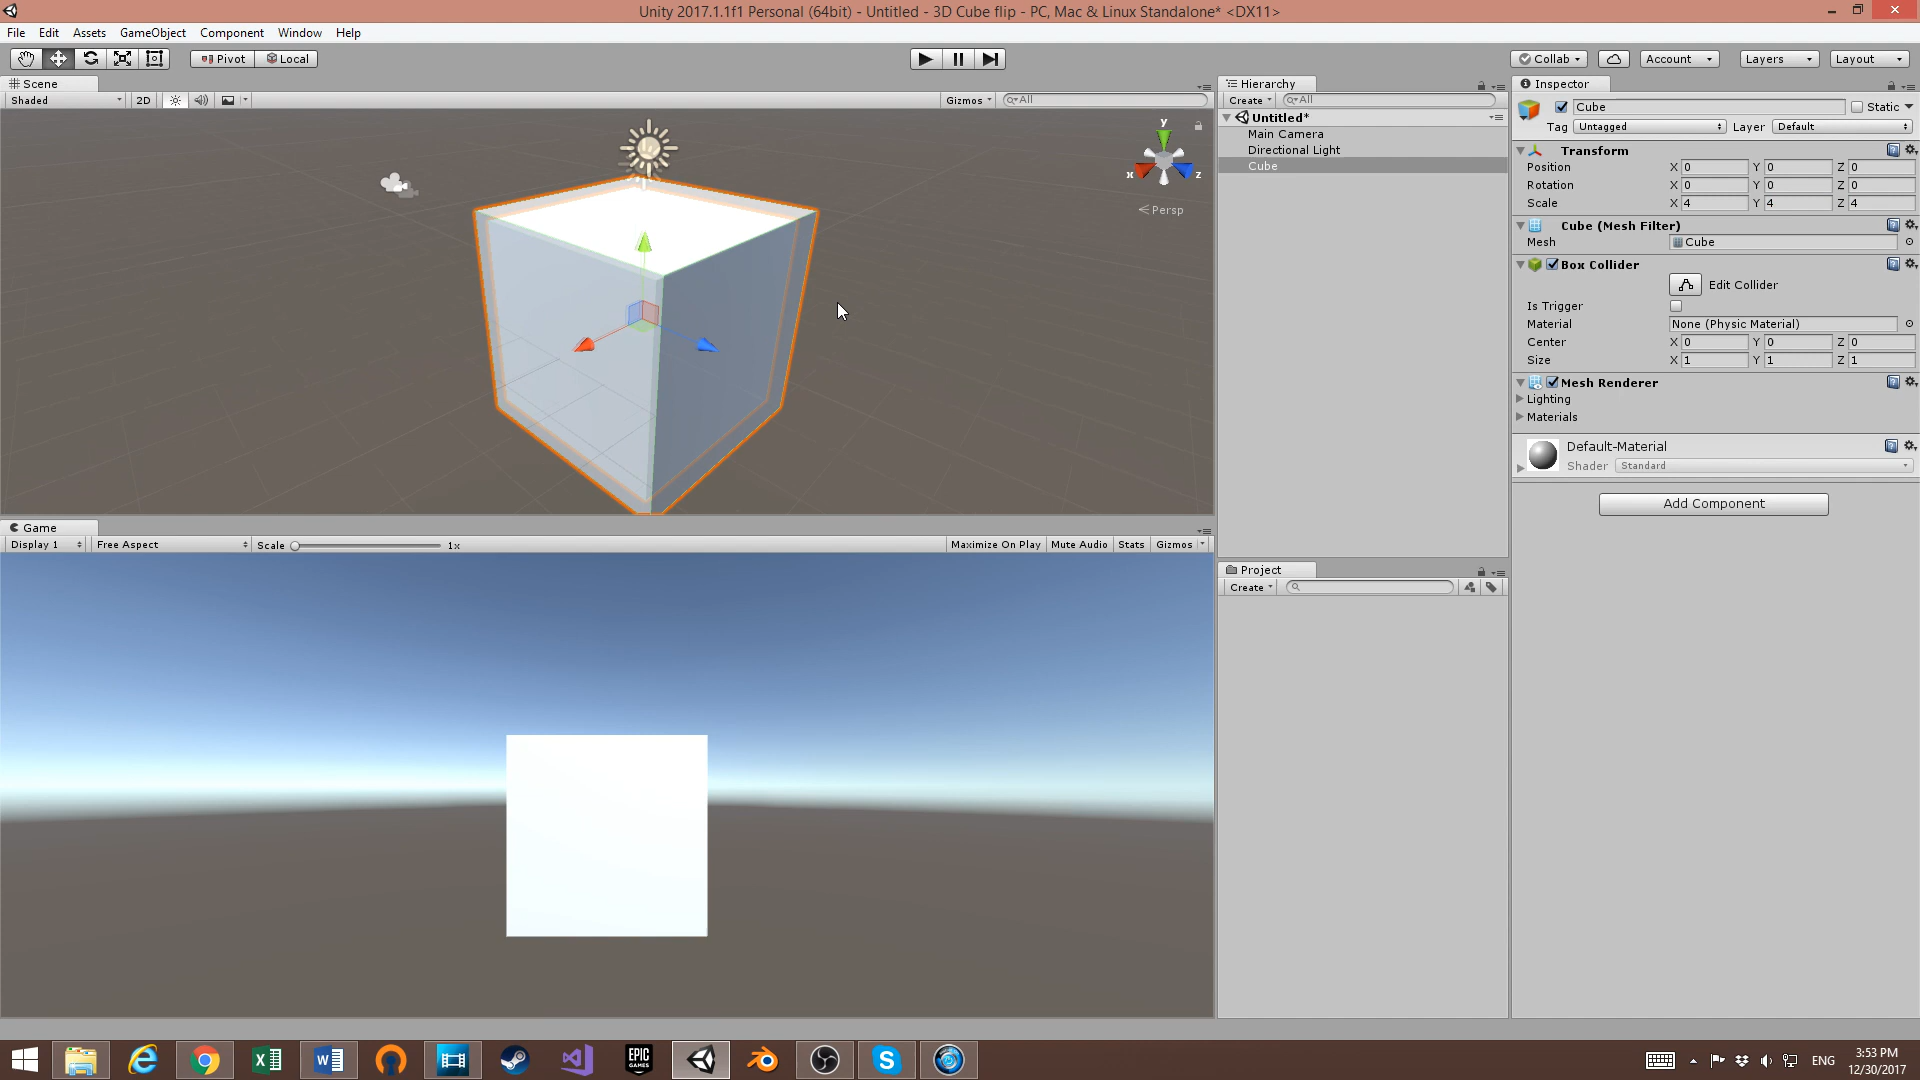 Unity 2017.1.1f1 Personal (64bit) - Untitled - 3D Cube flip - PC, Mac & Linux Standalone* <DX11>
File Edit Assets GameObject Component Window Help
Pivot Local Collab Account Layers Layout
Scene
Shaded 2D Gizmos All
y
x z
Persp
Game
Display 1 Free Aspect Scale 1x Maximize On Play Mute Audio Stats Gizmos
Hierarchy
Create All
Untitled*
Main Camera
Directional Light
Cube
Project
Create
Inspector
Cube Static
Tag Untagged Layer Default
Transform
Position X 0 Y 0 Z 0
Rotation X 0 Y 0 Z 0
Scale X 4 Y 4 Z 4
Cube (Mesh Filter)
Mesh Cube
Box Collider
Edit Collider
Is Trigger
Material None (Physic Material)
Center X 0 Y 0 Z 0
Size X 1 Y 1 Z 1
Mesh Renderer
Lighting
Materials
Default-Material
Shader Standard
Add Component
EPIC
GAMES
ENG
3:53 PM
12/30/2017